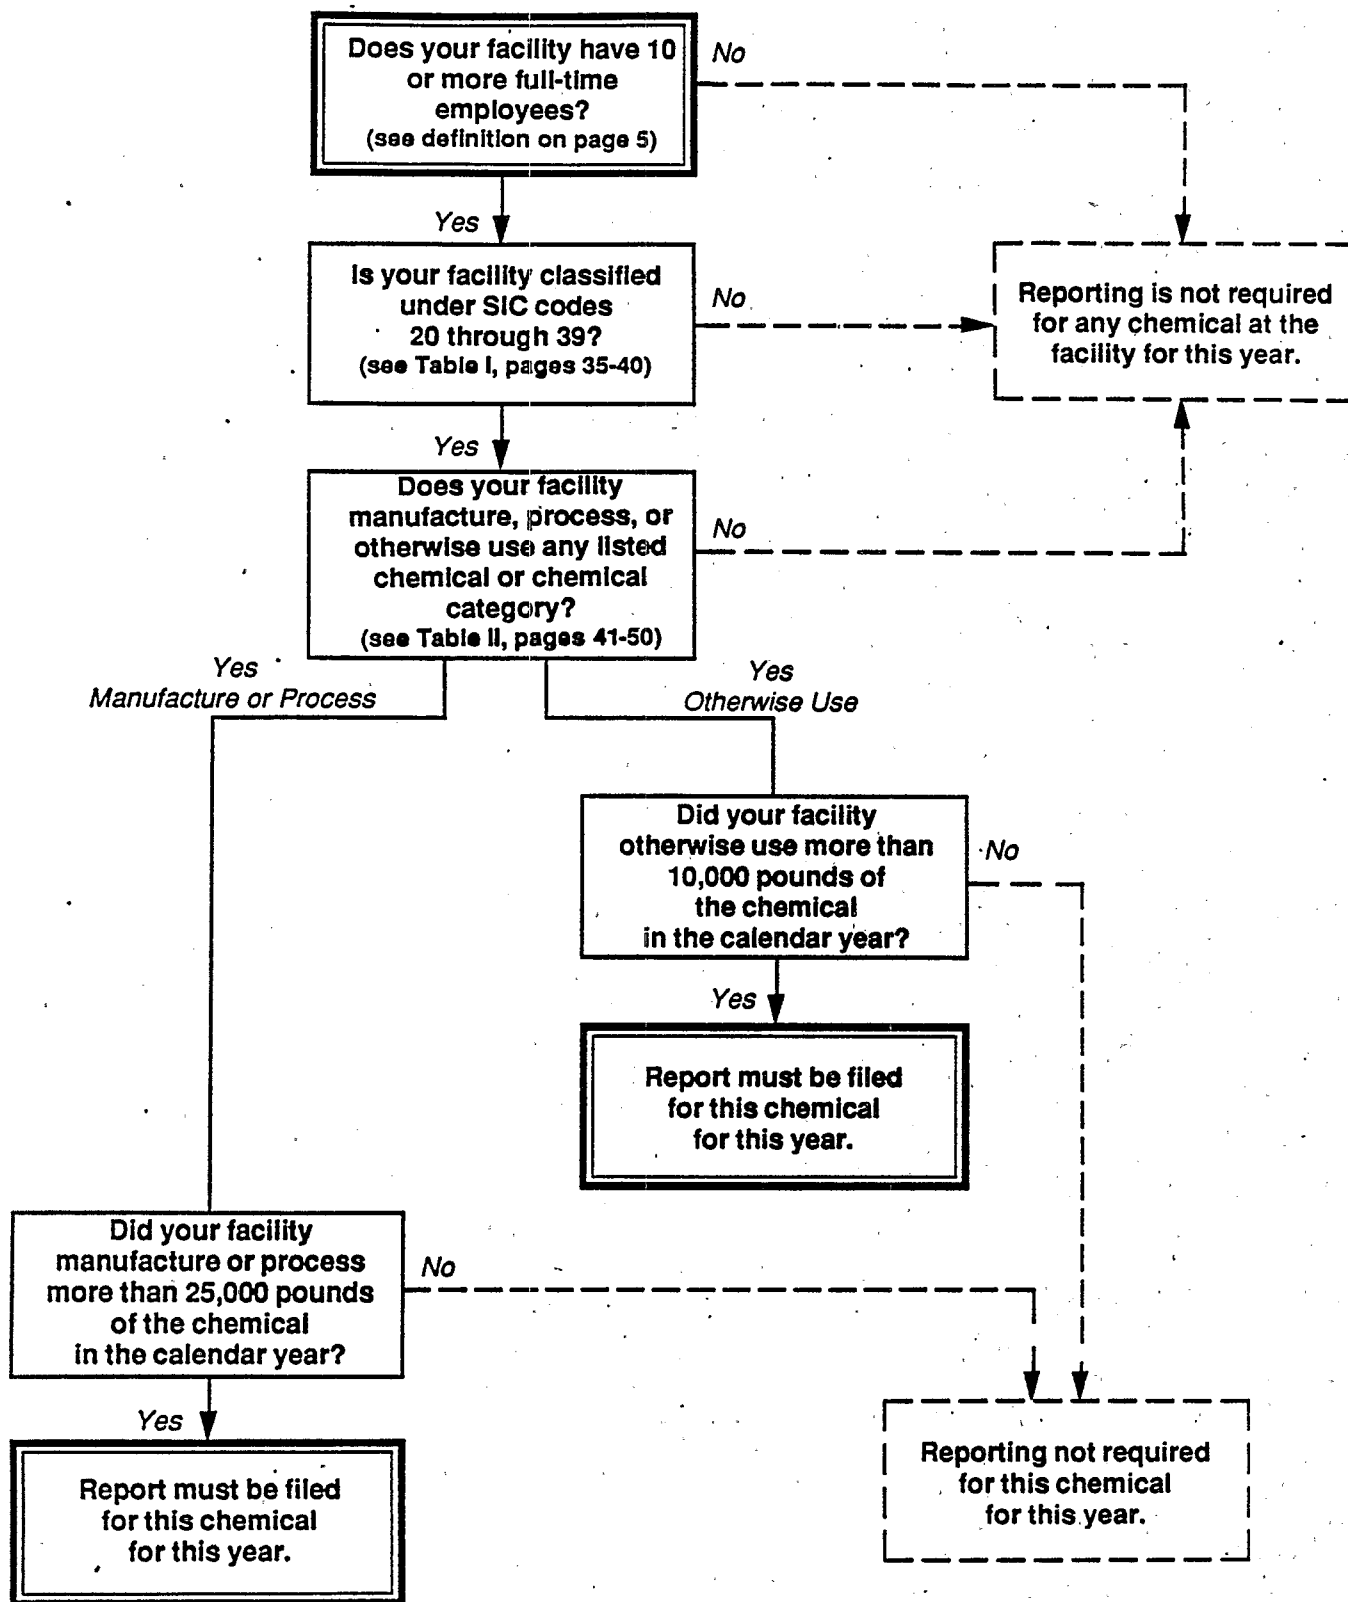 Does your facility have 10
or more full-time
employees?
(see definition on page 5)
No
Yes
Is your facility classified
under SIC codes
20 through 39?
(see Table I, pages 35-40)
No
Reporting is not required
for any chemical at the
facility for this year.
Yes
Does your facility
manufacture, process, or
otherwise use any listed
chemical or chemical
category?
(see Table II, pages 41-50)
No
Yes
Manufacture or Process
Yes
Otherwise Use
Did your facility
otherwise use more than
10,000 pounds of
the chemical
in the calendar year?
No
Yes
Report must be filed
for this chemical
for this year.
Did your facility
manufacture or process
more than 25,000 pounds
of the chemical
in the calendar year?
No
Yes
Report must be filed
for this chemical
for this year.
Reporting not required
for this chemical
for this year.